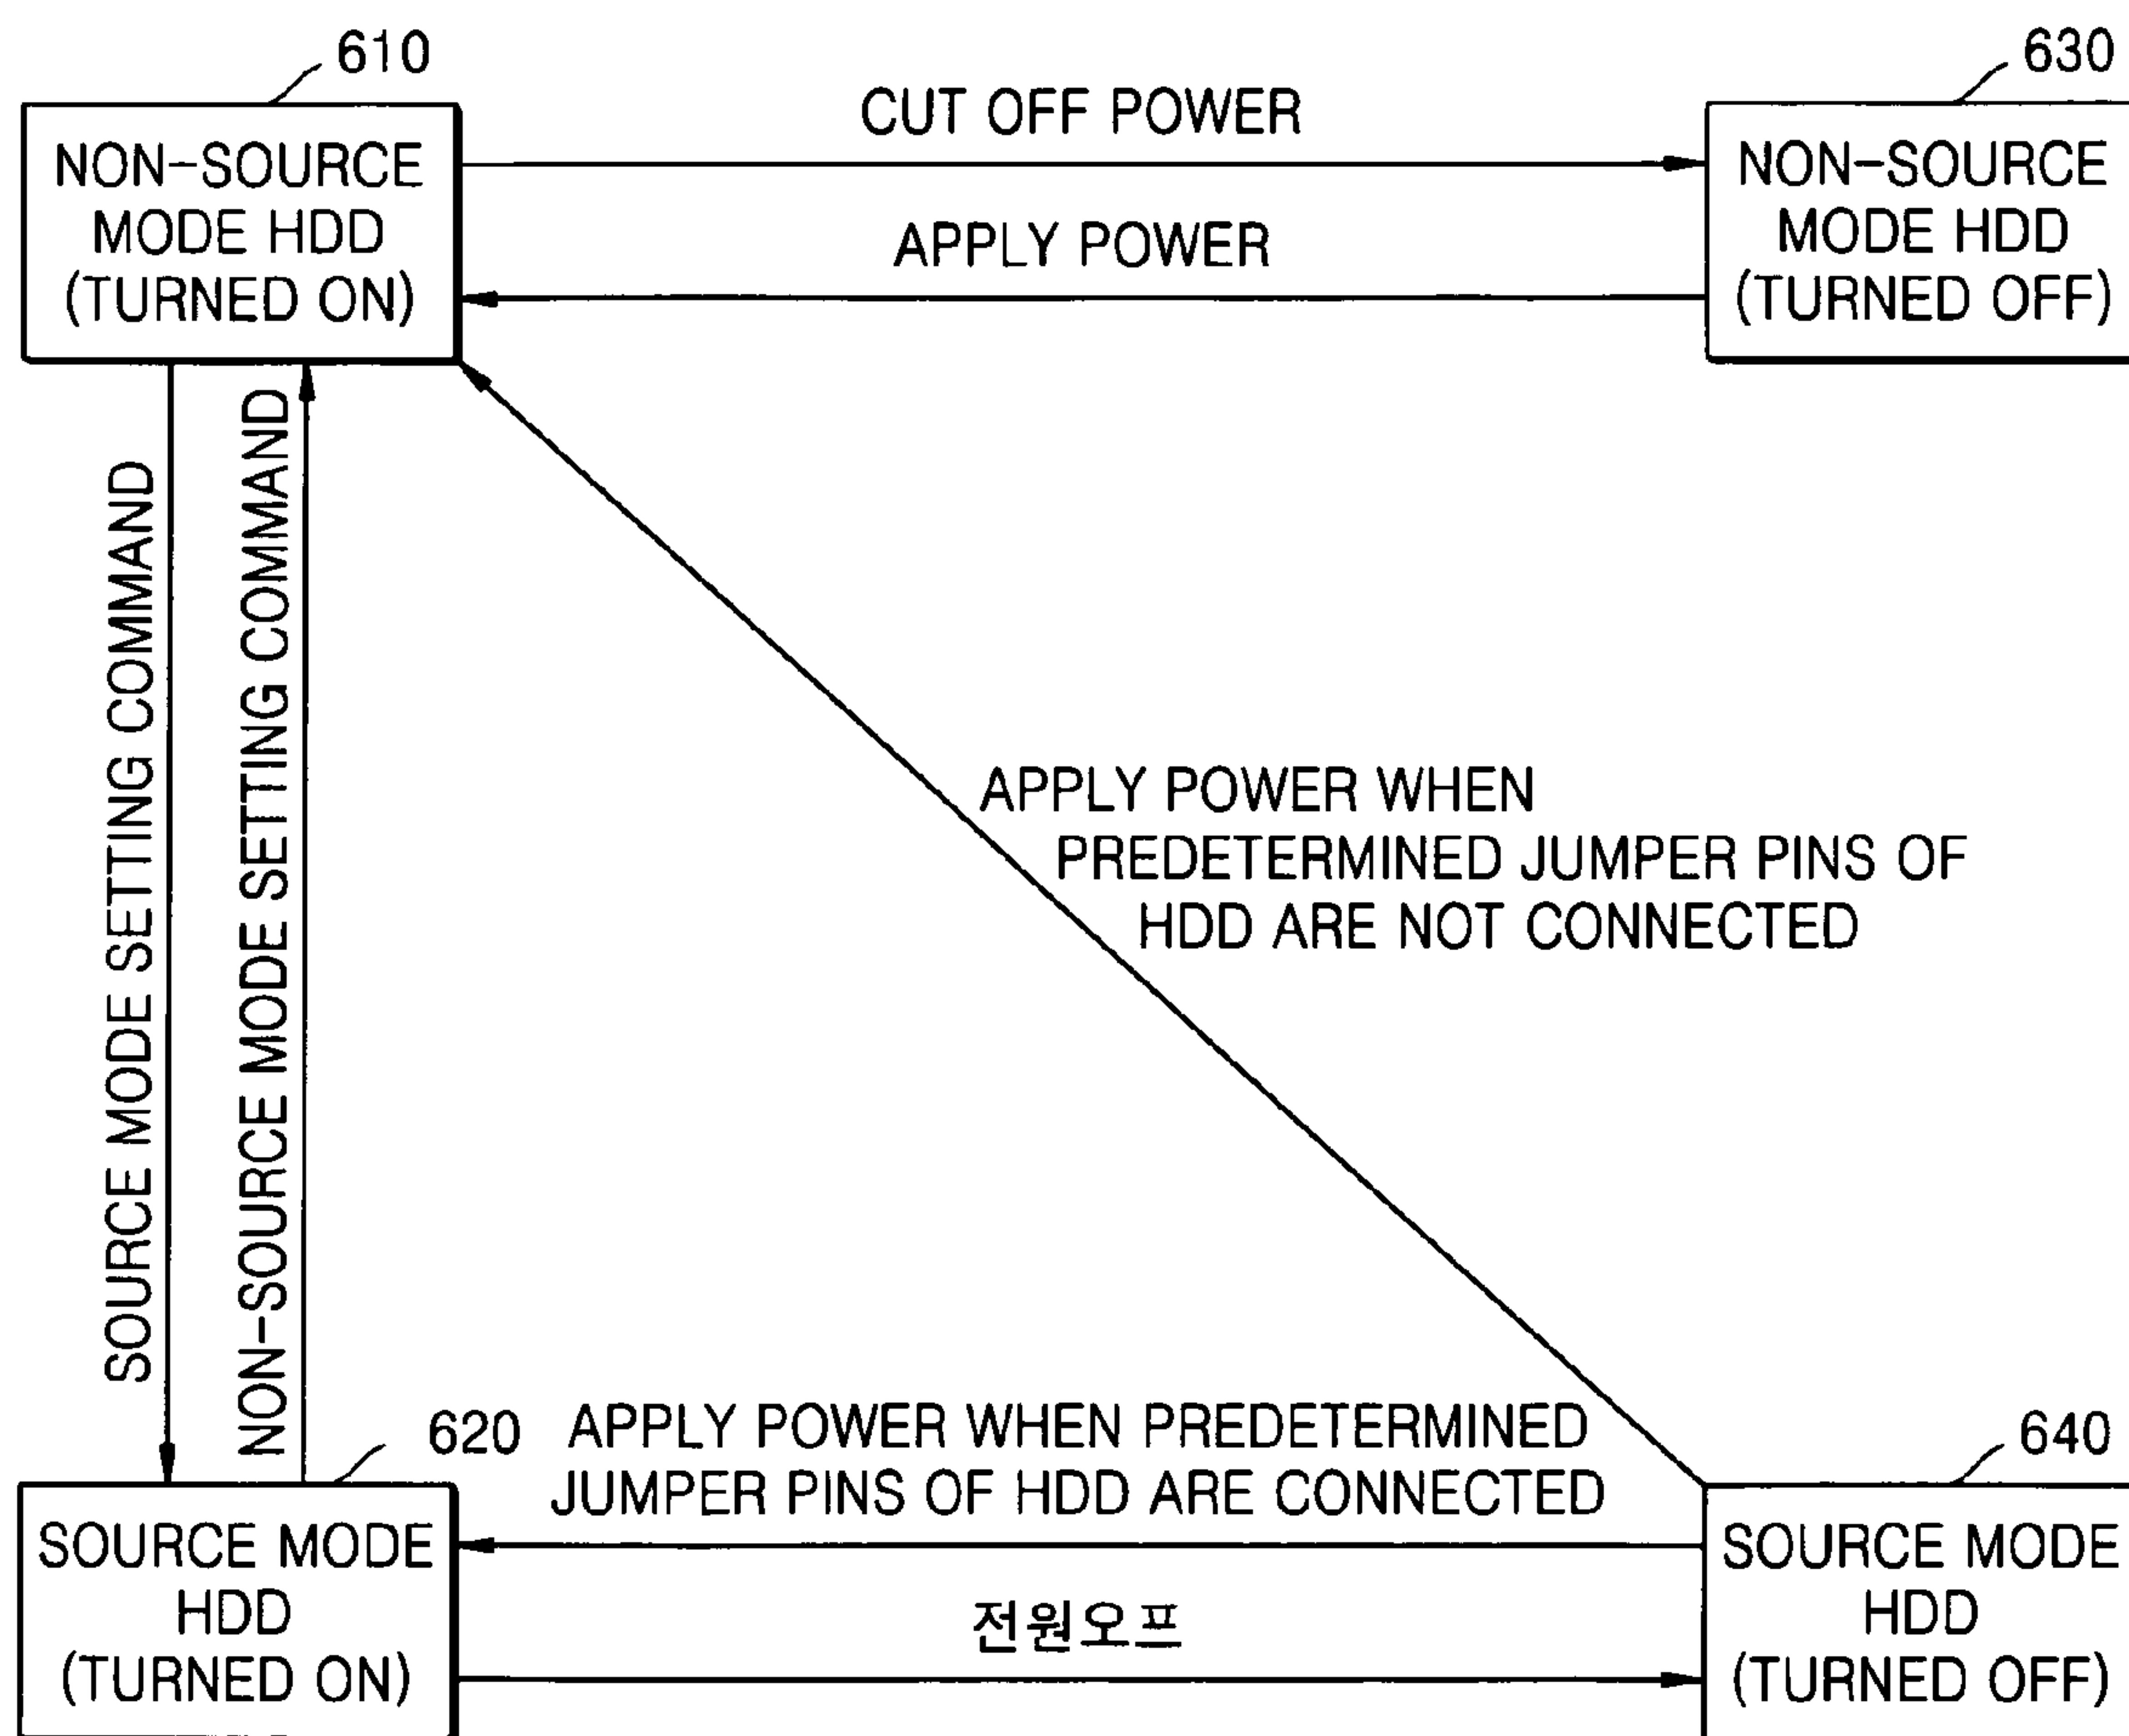 610
630
NON-SOURCE
MODE HDD
(TURNED ON)
CUT OFF POWER
APPLY POWER
NON-SOURCE
MODE HDD
(TURNED OFF)
SOURCE MODE SETTING COMMAND
NON-SOURCE MODE SETTING COMMAND
APPLY POWER WHEN
PREDETERMINED JUMPER PINS OF
HDD ARE NOT CONNECTED
620
APPLY POWER WHEN PREDETERMINED
JUMPER PINS OF HDD ARE CONNECTED
640
SOURCE MODE
HDD
(TURNED ON)
전원오프
SOURCE MODE
HDD
(TURNED OFF)